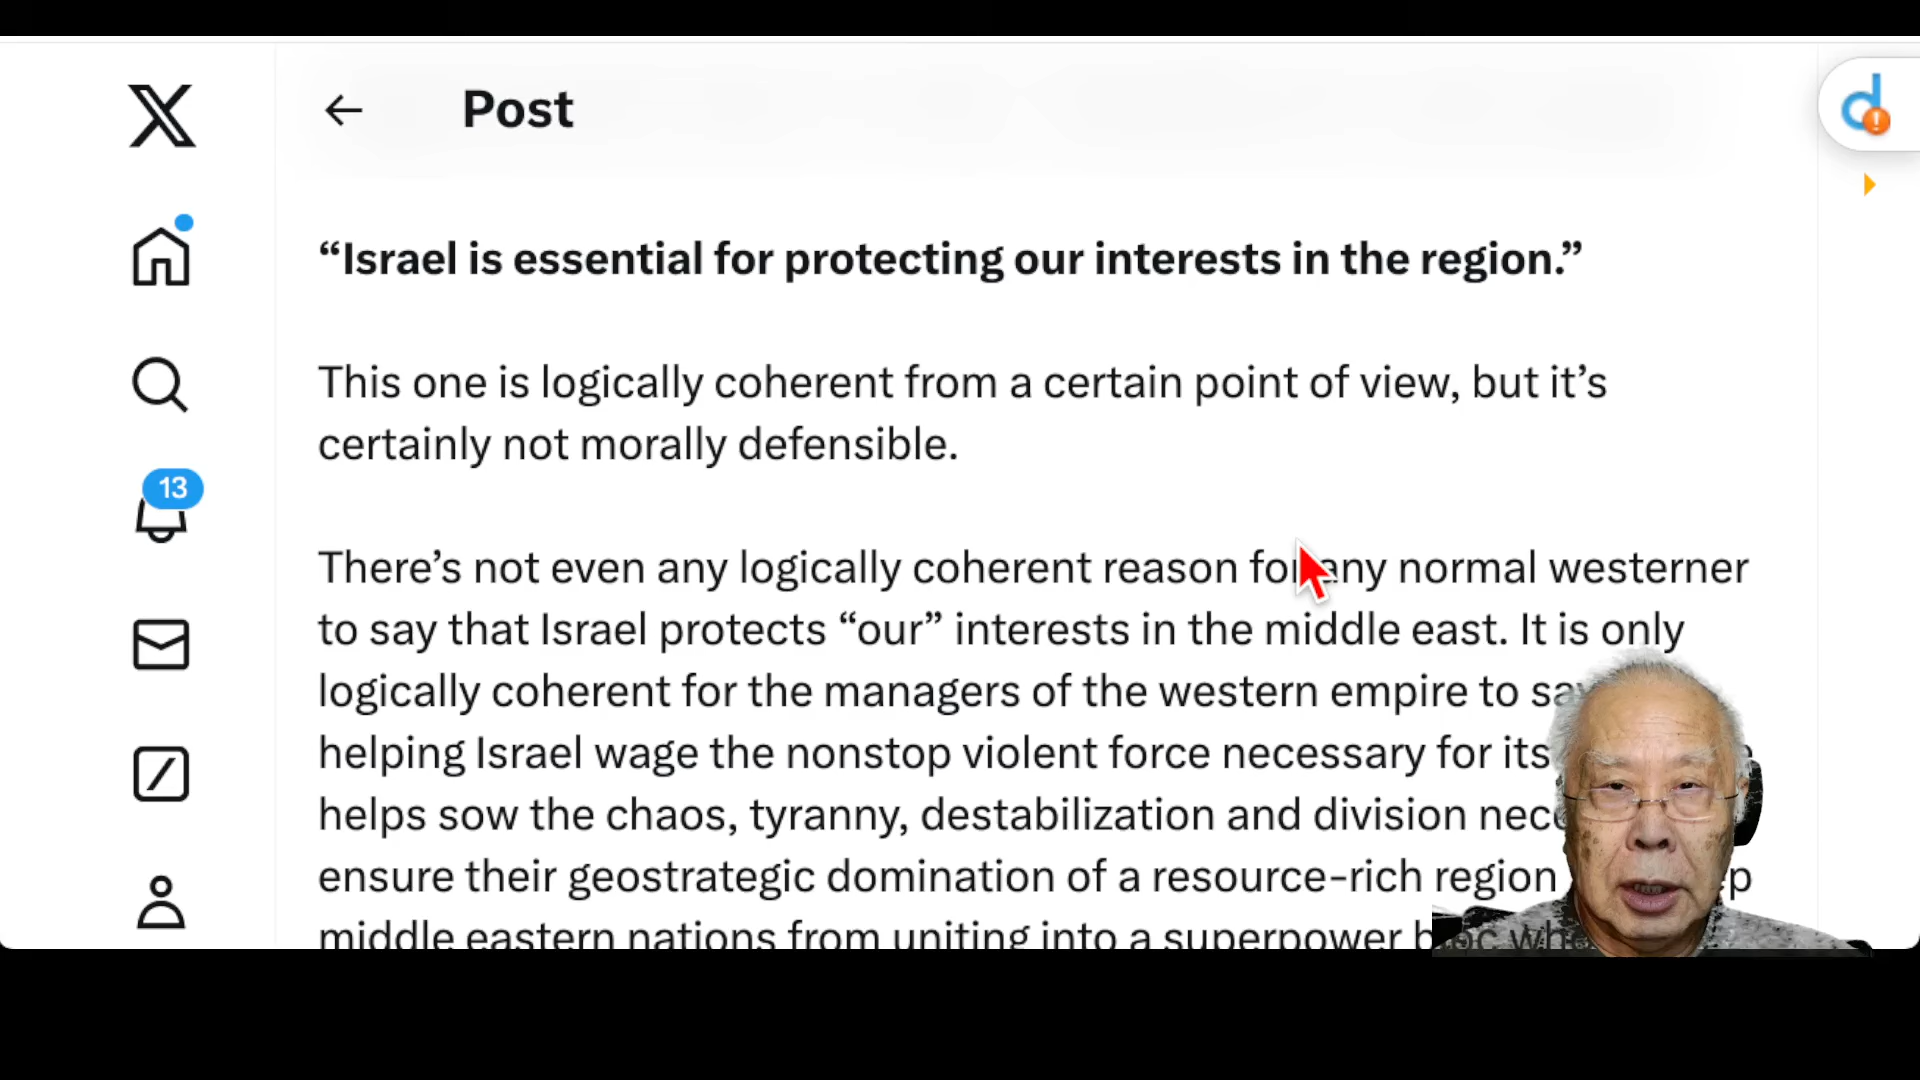 Post
“Israel is essential for protecting our interests in the region.”
This one is logically coherent from a certain point of view, but it’s
certainly not morally defensible.
13
There’s not even any logically coherent reason for any normal westerner
to say that Israel protects “our” interests in the middle east. It is only
logically coherent for the managers of the western empire to
helping Israel wage the nonstop violent force necessary for its
helps sow the chaos, tyranny, destabilization and division
ensure their geostrategic domination of a resource-rich region
middle eastern nations from uniting into a superpower bloc